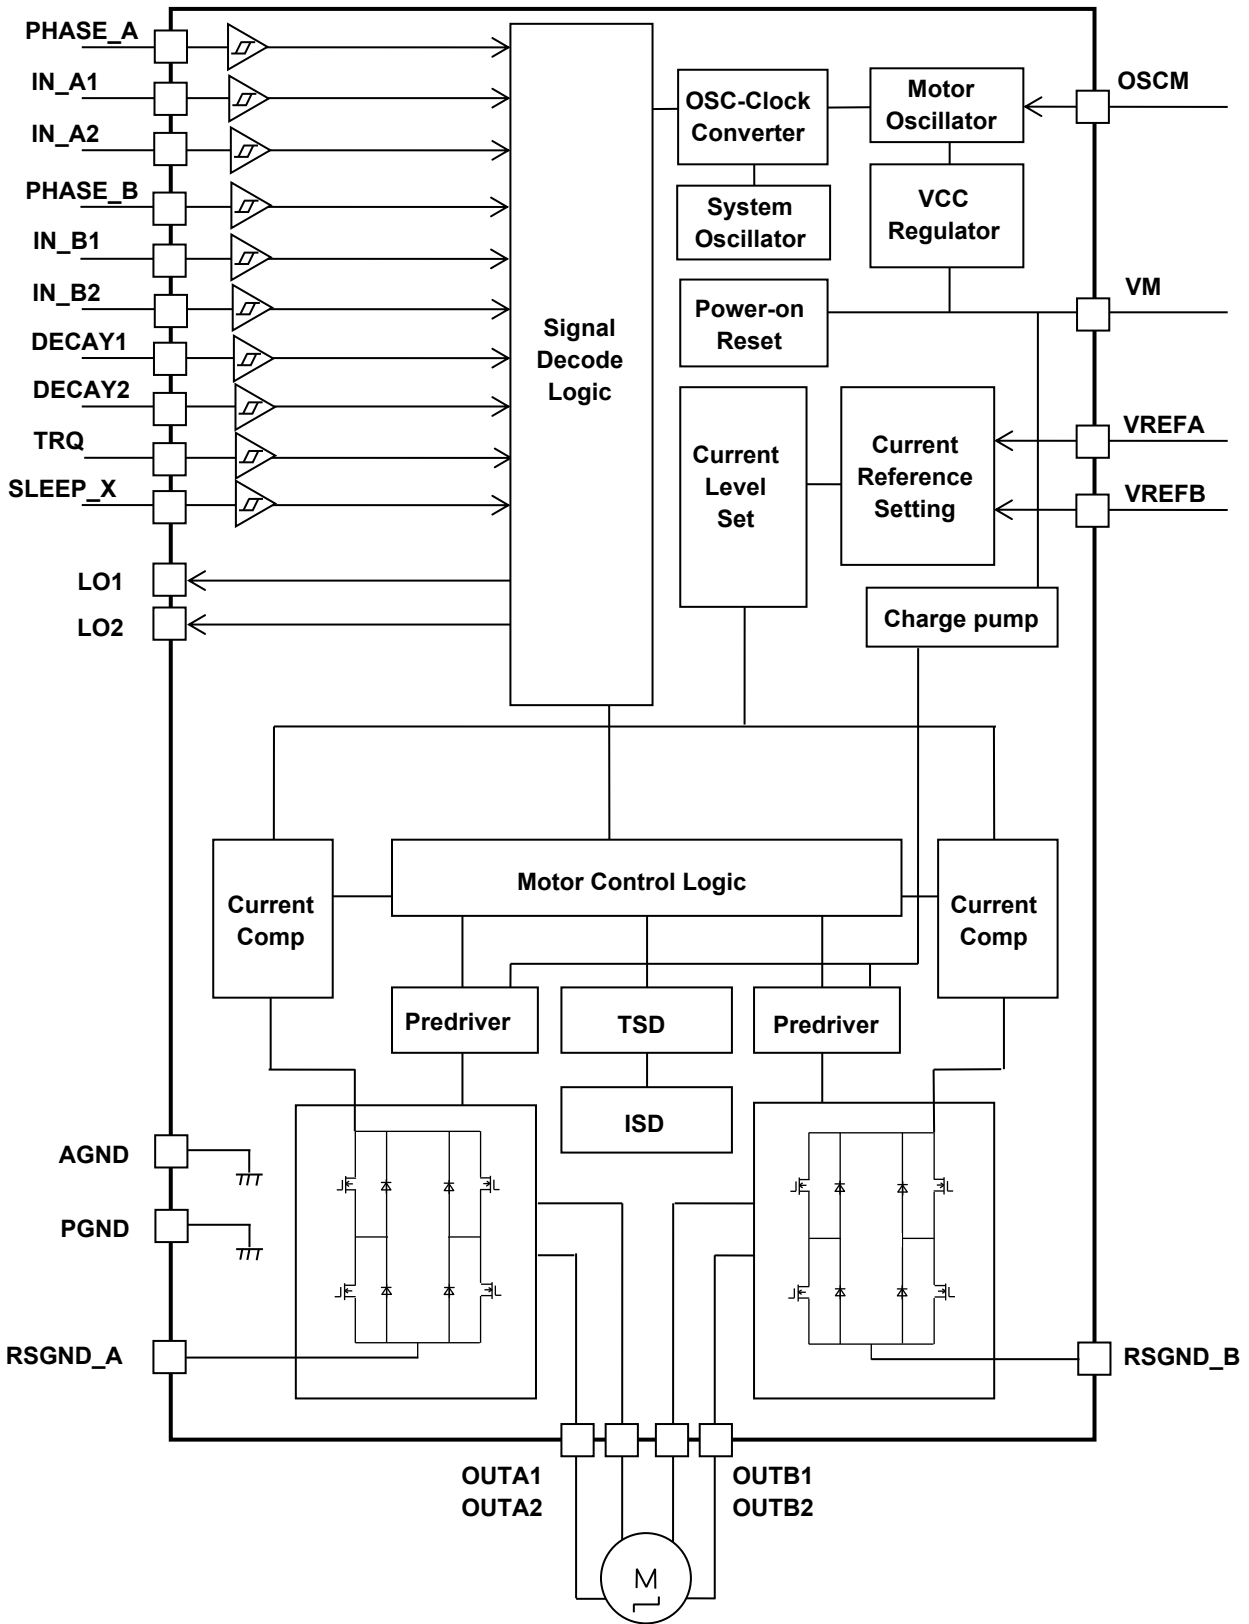 PHASE_A
IN_A1
IN_A2
PHASE_B
IN_B1
IN_B2
DECAY1
DECAY2
TRQ
SLEEP_X
LO1
LO2
Signal
Decode
Logic
OSC-Clock
Converter
Motor
Oscillator
OSCM
System
Oscillator
VCC
Regulator
Power-on
Reset
VM
Current
Level
Set
Current
Reference
Setting
VREFA
VREFB
Charge pump
Current
Comp
Motor Control Logic
Current
Comp
Predriver
TSD
Predriver
ISD
AGND
PGND
RSGND_A
RSGND_B
OUTA1
OUTA2
OUTB1
OUTB2
M